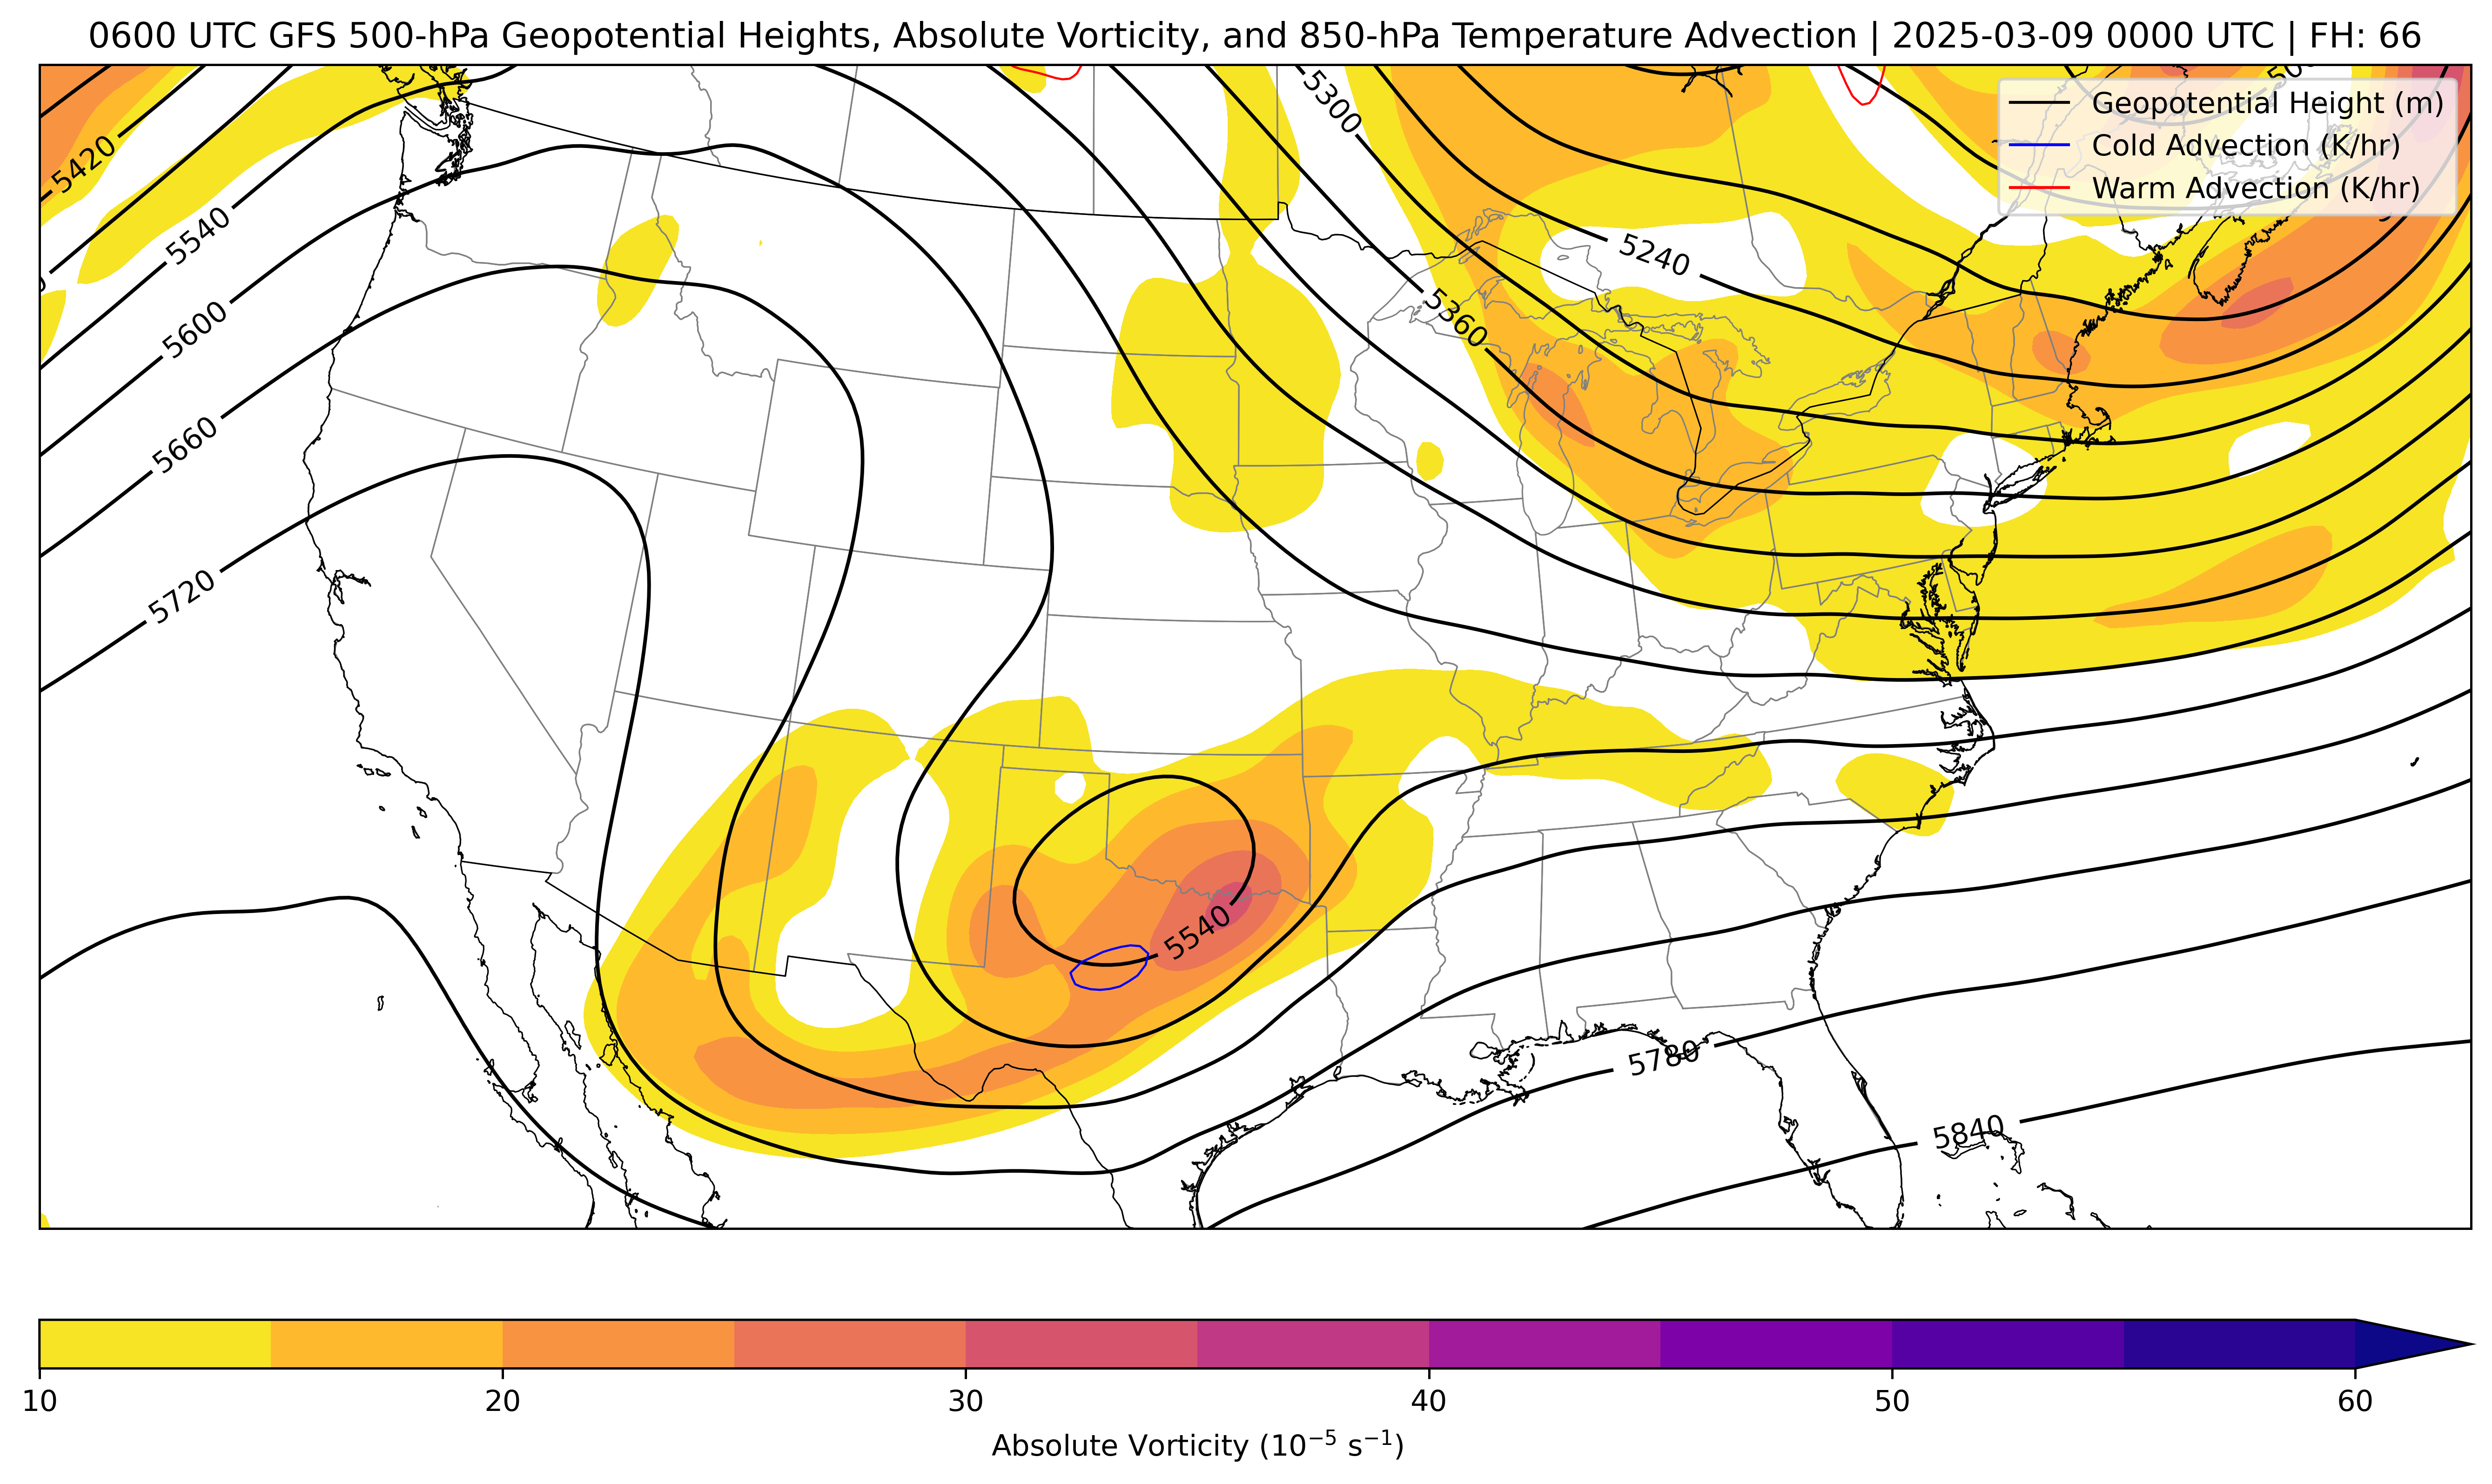 0600 UTC GFS 500-hPa Geopotential Heights, Absolute Vorticity, and 850-hPa Temperature Advection | 2025-03-09 0000 UTC | FH: 66
Geopotential Height (m)
Cold Advection (K/hr)
Warm Advection (K/hr)
5300
5420
5540
5240
5600
5360
5660
5720
5540
5780
5840
10 20 30 40 50 60
Absolute Vorticity (10⁻⁵ s⁻¹)